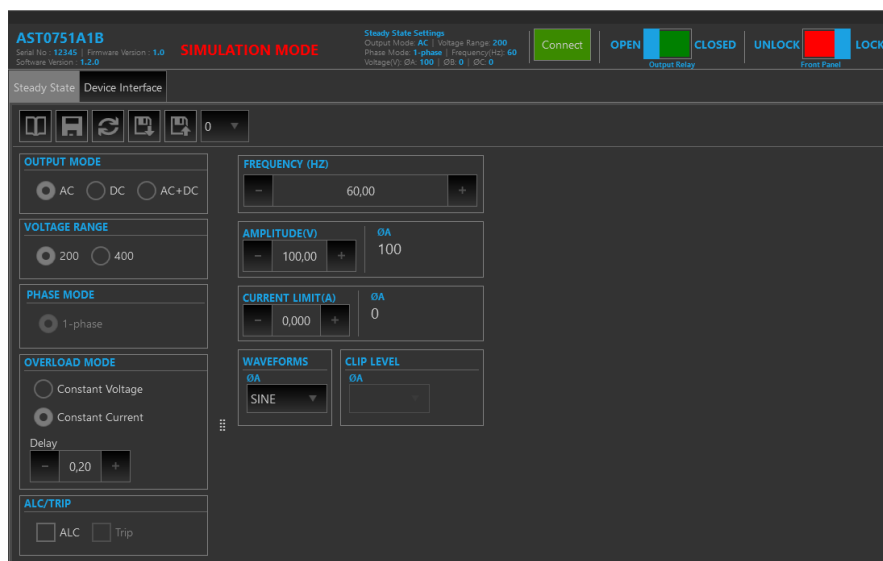 AST0751A1B
Serial No : 12345 | Firmware Version : 1.0
Software Version : 1.2.0
SIMULATION MODE
Steady State Settings
Output Mode: AC | Voltage Range: 200
Phase Mode: 1-phase | Frequency(Hz): 60
Voltage(V): ØA: 100 | ØB: 0 | ØC: 0
Connect
OPEN
CLOSED
Output Relay
UNLOCK
LOCK
Front Panel
Steady State
Device Interface
0
OUTPUT MODE
AC
DC
AC+DC
VOLTAGE RANGE
200
400
PHASE MODE
1-phase
OVERLOAD MODE
Constant Voltage
Constant Current
Delay
- 0,20 +
ALC/TRIP
ALC
Trip
FREQUENCY (HZ)
- 60,00 +
AMPLITUDE(V)
- 100,00 +
ØA
100
CURRENT LIMIT(A)
- 0,000 +
ØA
0
WAVEFORMS
ØA
SINE
CLIP LEVEL
ØA